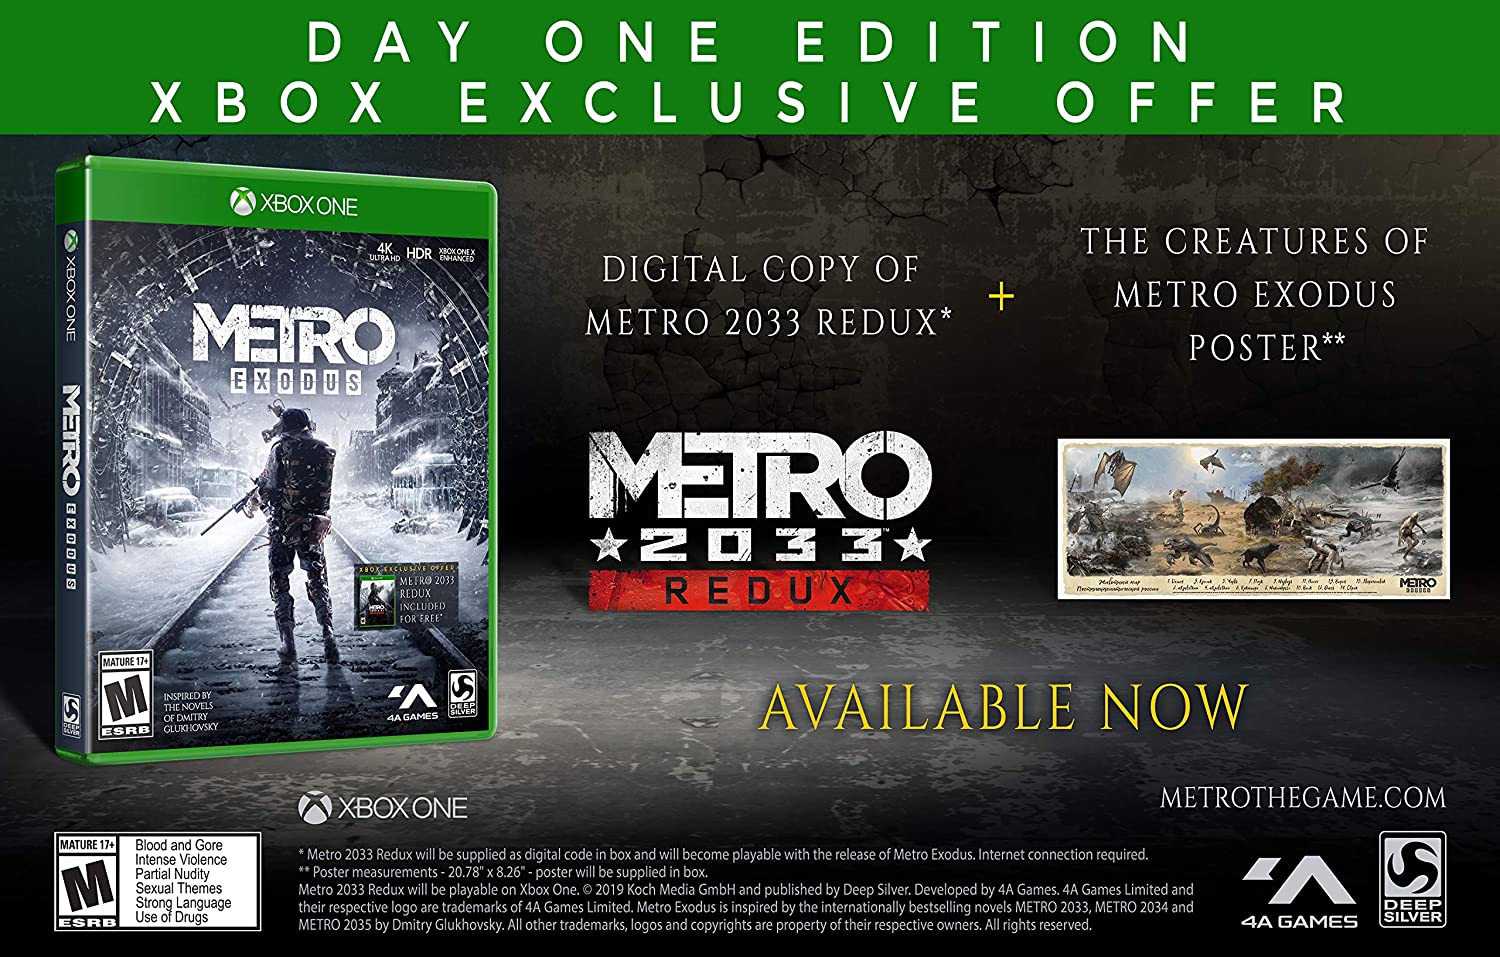 DAY ONE EDITION
XBOX EXCLUSIVE OFFER
XBOX ONE
XBOX ONE
4K
ULTRA HD
HDR
XBOX ONE X
ENHANCED
METRO
EXODUS
METRO EXODUS
XBOX EXCLUSIVE OFFER
METRO 2033
REDUX
INCLUDED
FOR FREE*
MATURE 17+
M
ESRB
INSPIRED BY
THE NOVELS
OF DMITRY
GLUKHOVSKY
4A GAMES
DEEP
SILVER
DEEP
SILVER
DIGITAL COPY OF
METRO 2033 REDUX*
+
THE CREATURES OF
METRO EXODUS
POSTER**
METRO
2033™
REDUX
METRO
EXODUS
AVAILABLE NOW
METROTHEGAME.COM
XBOX ONE
MATURE 17+
M
ESRB
Blood and Gore
Intense Violence
Partial Nudity
Sexual Themes
Strong Language
Use of Drugs
* Metro 2033 Redux will be supplied as digital code in box and will become playable with the release of Metro Exodus. Internet connection required.
** Poster measurements - 20.78" x 8.26" - poster will be supplied in box.
Metro 2033 Redux will be playable on Xbox One. © 2019 Koch Media GmbH and published by Deep Silver. Developed by 4A Games. 4A Games Limited and
their respective logo are trademarks of 4A Games Limited. Metro Exodus is inspired by the internationally bestselling novels METRO 2033, METRO 2034 and
METRO 2035 by Dmitry Glukhovsky. All other trademarks, logos and copyrights are property of their respective owners. All rights reserved.
4A GAMES
DEEP
SILVER